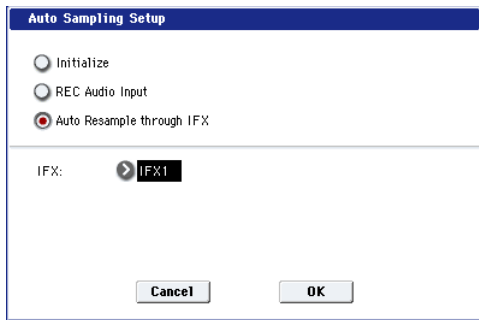 Auto Sampling Setup
Initialize
REC Audio Input
Auto Resample through IFX
IFX: IFX1
Cancel OK